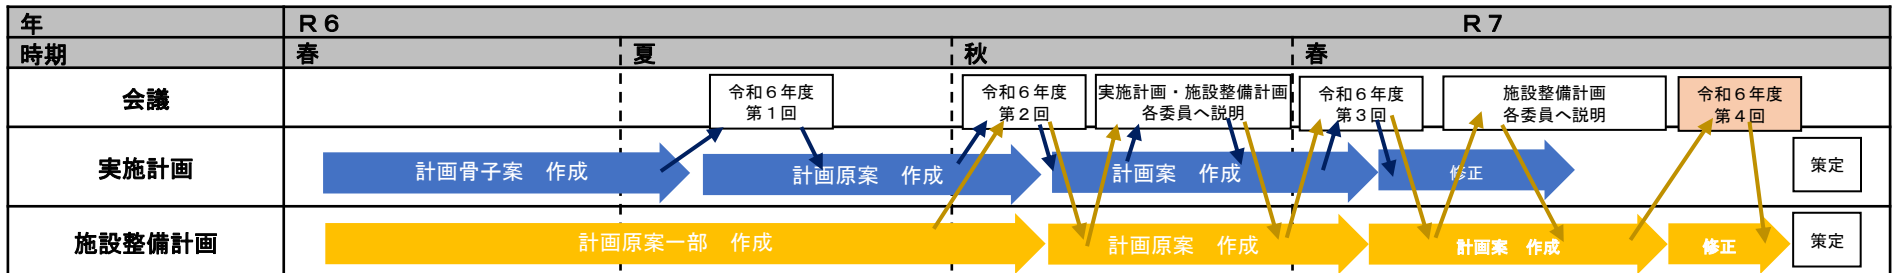 年
Ｒ６
Ｒ７
時期
春
夏
秋
春
会議
令和６年度
第１回
令和６年度
第２回
実施計画・施設整備計画
各委員へ説明
令和６年度
第３回
施設整備計画
各委員へ説明
令和６年度
第４回
実施計画
計画骨子案　作成
計画原案　作成
計画案　作成
修正
策定
施設整備計画
計画原案一部　作成
計画原案　作成
計画案　作成
修正
策定